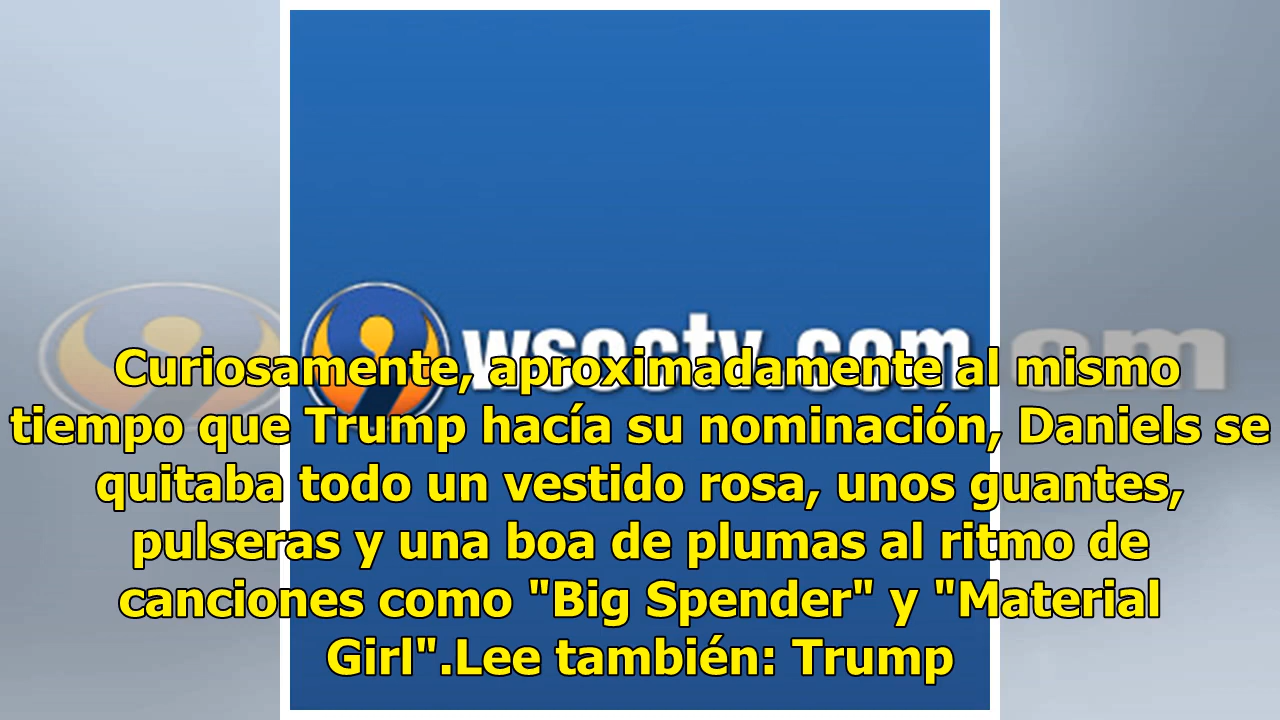 wsoctv.com
Curiosamente, aproximadamente al mismo
tiempo que Trump hacía su nominación, Daniels se
quitaba todo un vestido rosa, unos guantes,
pulseras y una boa de plumas al ritmo de
canciones como "Big Spender" y "Material
Girl".Lee también: Trump